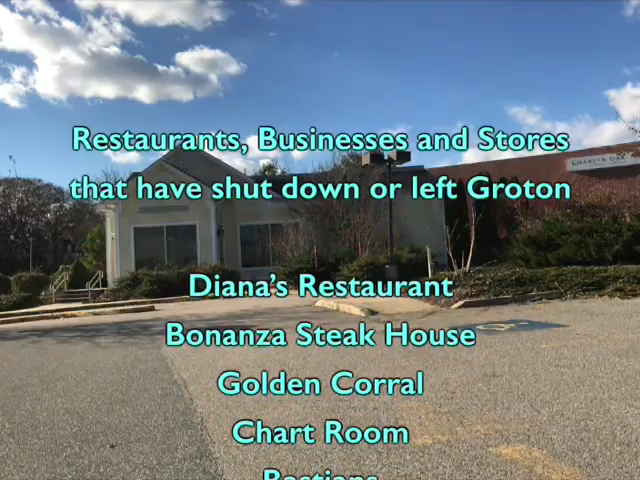 Restaurants, Businesses and Stores
that have shut down or left Groton
Diana's Restaurant
Bonanza Steak House
Golden Corral
Chart Room